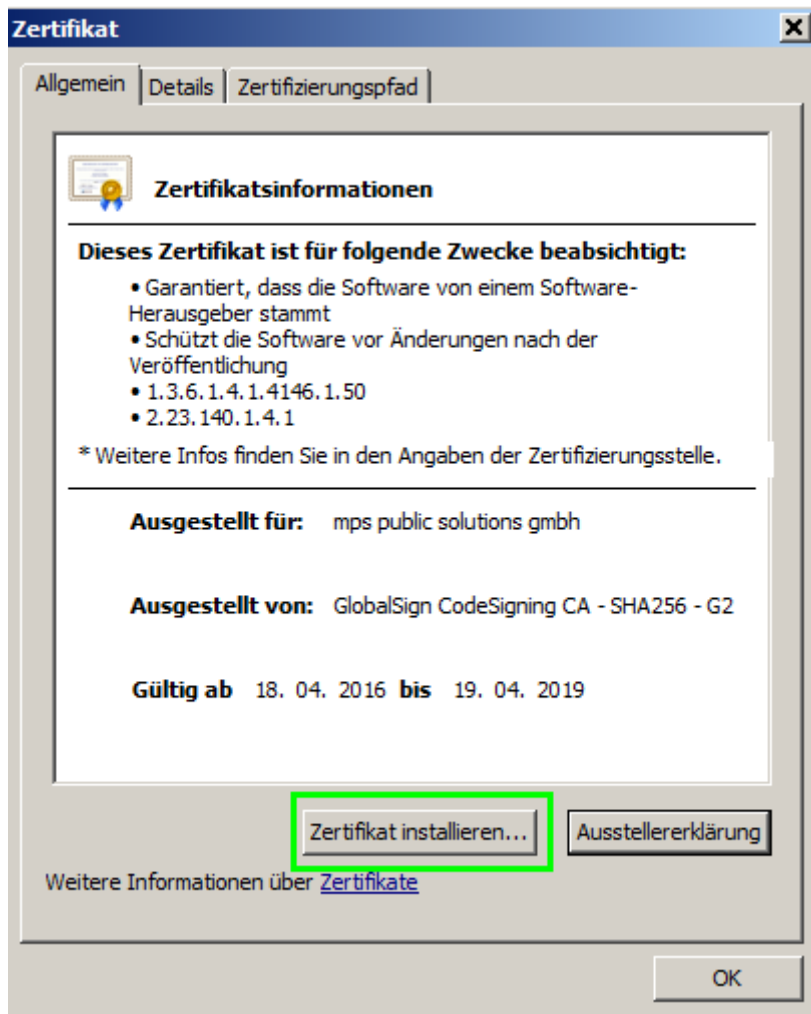 Zertifikat
Allgemein Details Zertifizierungspfad
Zertifikatsinformationen
Dieses Zertifikat ist für folgende Zwecke beabsichtigt:
• Garantiert, dass die Software von einem Software-
Herausgeber stammt
• Schützt die Software vor Änderungen nach der
Veröffentlichung
• 1.3.6.1.4.1.4146.1.50
• 2.23.140.1.4.1
* Weitere Infos finden Sie in den Angaben der Zertifizierungsstelle.
Ausgestellt für: mps public solutions gmbh
Ausgestellt von: GlobalSign CodeSigning CA - SHA256 - G2
Gültig ab 18. 04. 2016 bis 19. 04. 2019
Zertifikat installieren... Ausstellererklärung
Weitere Informationen über Zertifikate
OK